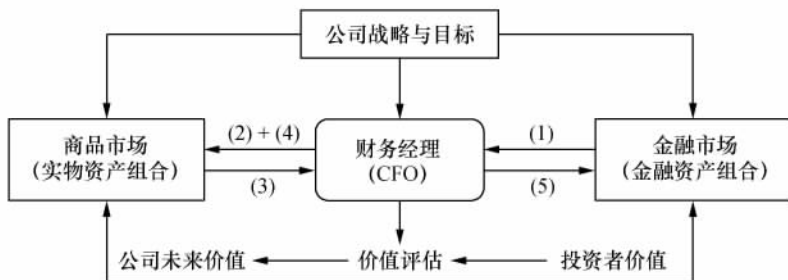 公司战略与目标
商品市场
(实物资产组合)
(2) + (4)
(3)
财务经理
(CFO)
(1)
(5)
金融市场
(金融资产组合)
公司未来价值
价值评估
投资者价值